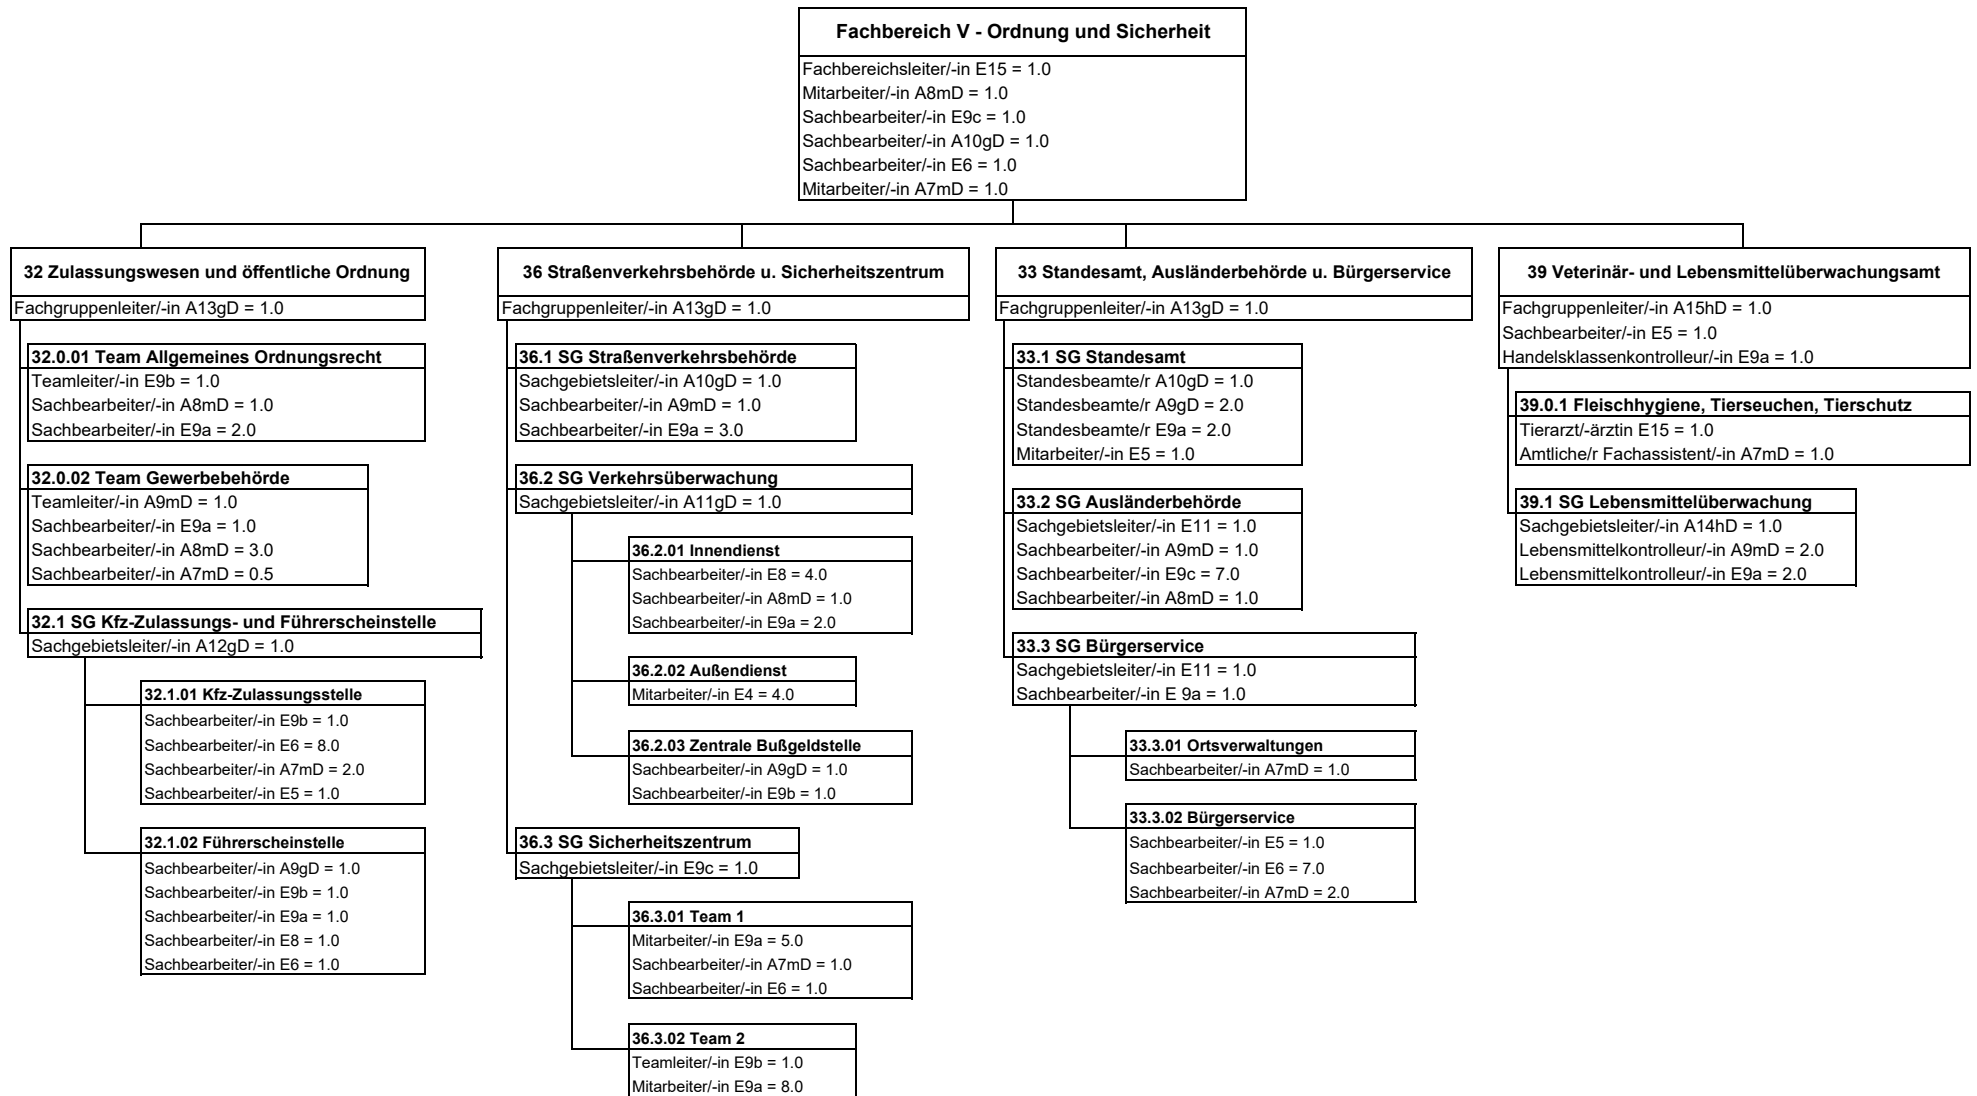 Fachbereich V - Ordnung und Sicherheit
Fachbereichsleiter/-in E15 = 1.0
Mitarbeiter/-in A8mD = 1.0
Sachbearbeiter/-in E9c = 1.0
Sachbearbeiter/-in A10gD = 1.0
Sachbearbeiter/-in E6 = 1.0
Mitarbeiter/-in A7mD = 1.0
32 Zulassungswesen und öffentliche Ordnung
Fachgruppenleiter/-in A13gD = 1.0
32.0.01 Team Allgemeines Ordnungsrecht
Teamleiter/-in E9b = 1.0
Sachbearbeiter/-in A8mD = 1.0
Sachbearbeiter/-in E9a = 2.0
32.0.02 Team Gewerbebehörde
Teamleiter/-in A9mD = 1.0
Sachbearbeiter/-in E9a = 1.0
Sachbearbeiter/-in A8mD = 3.0
Sachbearbeiter/-in A7mD = 0.5
32.1 SG Kfz-Zulassungs- und Führerscheinstelle
Sachgebietsleiter/-in A12gD = 1.0
32.1.01 Kfz-Zulassungsstelle
Sachbearbeiter/-in E9b = 1.0
Sachbearbeiter/-in E6 = 8.0
Sachbearbeiter/-in A7mD = 2.0
Sachbearbeiter/-in E5 = 1.0
32.1.02 Führerscheinstelle
Sachbearbeiter/-in A9gD = 1.0
Sachbearbeiter/-in E9b = 1.0
Sachbearbeiter/-in E9a = 1.0
Sachbearbeiter/-in E8 = 1.0
Sachbearbeiter/-in E6 = 1.0
36 Straßenverkehrsbehörde u. Sicherheitszentrum
Fachgruppenleiter/-in A13gD = 1.0
36.1 SG Straßenverkehrsbehörde
Sachgebietsleiter/-in A10gD = 1.0
Sachbearbeiter/-in A9mD = 1.0
Sachbearbeiter/-in E9a = 3.0
36.2 SG Verkehrsüberwachung
Sachgebietsleiter/-in A11gD = 1.0
36.2.01 Innendienst
Sachbearbeiter/-in E8 = 4.0
Sachbearbeiter/-in A8mD = 1.0
Sachbearbeiter/-in E9a = 2.0
36.2.02 Außendienst
Mitarbeiter/-in E4 = 4.0
36.2.03 Zentrale Bußgeldstelle
Sachbearbeiter/-in A9gD = 1.0
Sachbearbeiter/-in E9b = 1.0
36.3 SG Sicherheitszentrum
Sachgebietsleiter/-in E9c = 1.0
36.3.01 Team 1
Mitarbeiter/-in E9a = 5.0
Sachbearbeiter/-in A7mD = 1.0
Sachbearbeiter/-in E6 = 1.0
36.3.02 Team 2
Teamleiter/-in E9b = 1.0
Mitarbeiter/-in E9a = 8.0
33 Standesamt, Ausländerbehörde u. Bürgerservice
Fachgruppenleiter/-in A13gD = 1.0
33.1 SG Standesamt
Standesbeamte/r A10gD = 1.0
Standesbeamte/r A9gD = 2.0
Standesbeamte/r E9a = 2.0
Mitarbeiter/-in E5 = 1.0
33.2 SG Ausländerbehörde
Sachgebietsleiter/-in E11 = 1.0
Sachbearbeiter/-in A9mD = 1.0
Sachbearbeiter/-in E9c = 7.0
Sachbearbeiter/-in A8mD = 1.0
33.3 SG Bürgerservice
Sachgebietsleiter/-in E11 = 1.0
Sachbearbeiter/-in E 9a = 1.0
33.3.01 Ortsverwaltungen
Sachbearbeiter/-in A7mD = 1.0
33.3.02 Bürgerservice
Sachbearbeiter/-in E5 = 1.0
Sachbearbeiter/-in E6 = 7.0
Sachbearbeiter/-in A7mD = 2.0
39 Veterinär- und Lebensmittelüberwachungsamt
Fachgruppenleiter/-in A15hD = 1.0
Sachbearbeiter/-in E5 = 1.0
Handelsklassenkontrolleur/-in E9a = 1.0
39.0.1 Fleischhygiene, Tierseuchen, Tierschutz
Tierarzt/-ärztin E15 = 1.0
Amtliche/r Fachassistent/-in A7mD = 1.0
39.1 SG Lebensmittelüberwachung
Sachgebietsleiter/-in A14hD = 1.0
Lebensmittelkontrolleur/-in A9mD = 2.0
Lebensmittelkontrolleur/-in E9a = 2.0